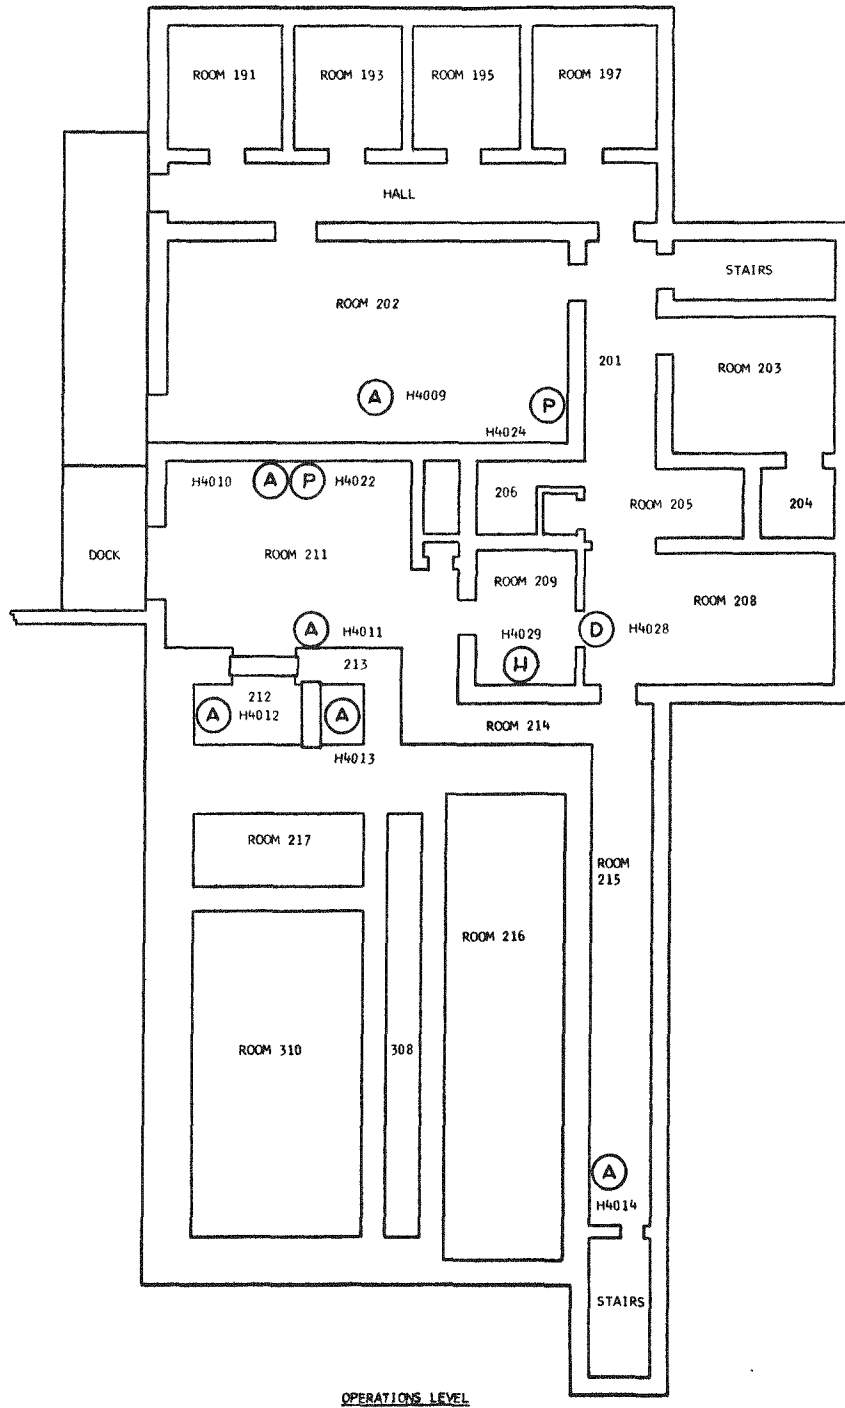 ROOM 191
ROOM 193
ROOM 195
ROOM 197
HALL
STAIRS
ROOM 202
201
ROOM 203
A
H4009
P
H4024
H4010
A
P
H4022
206
ROOM 205
204
DOCK
ROOM 211
ROOM 209
ROOM 208
A
H4011
H4029
D
H4028
213
H
212
A
H4012
A
ROOM 214
H4013
ROOM 217
ROOM
215
ROOM 216
ROOM 310
308
A
H4014
STAIRS
OPERATIONS LEVEL